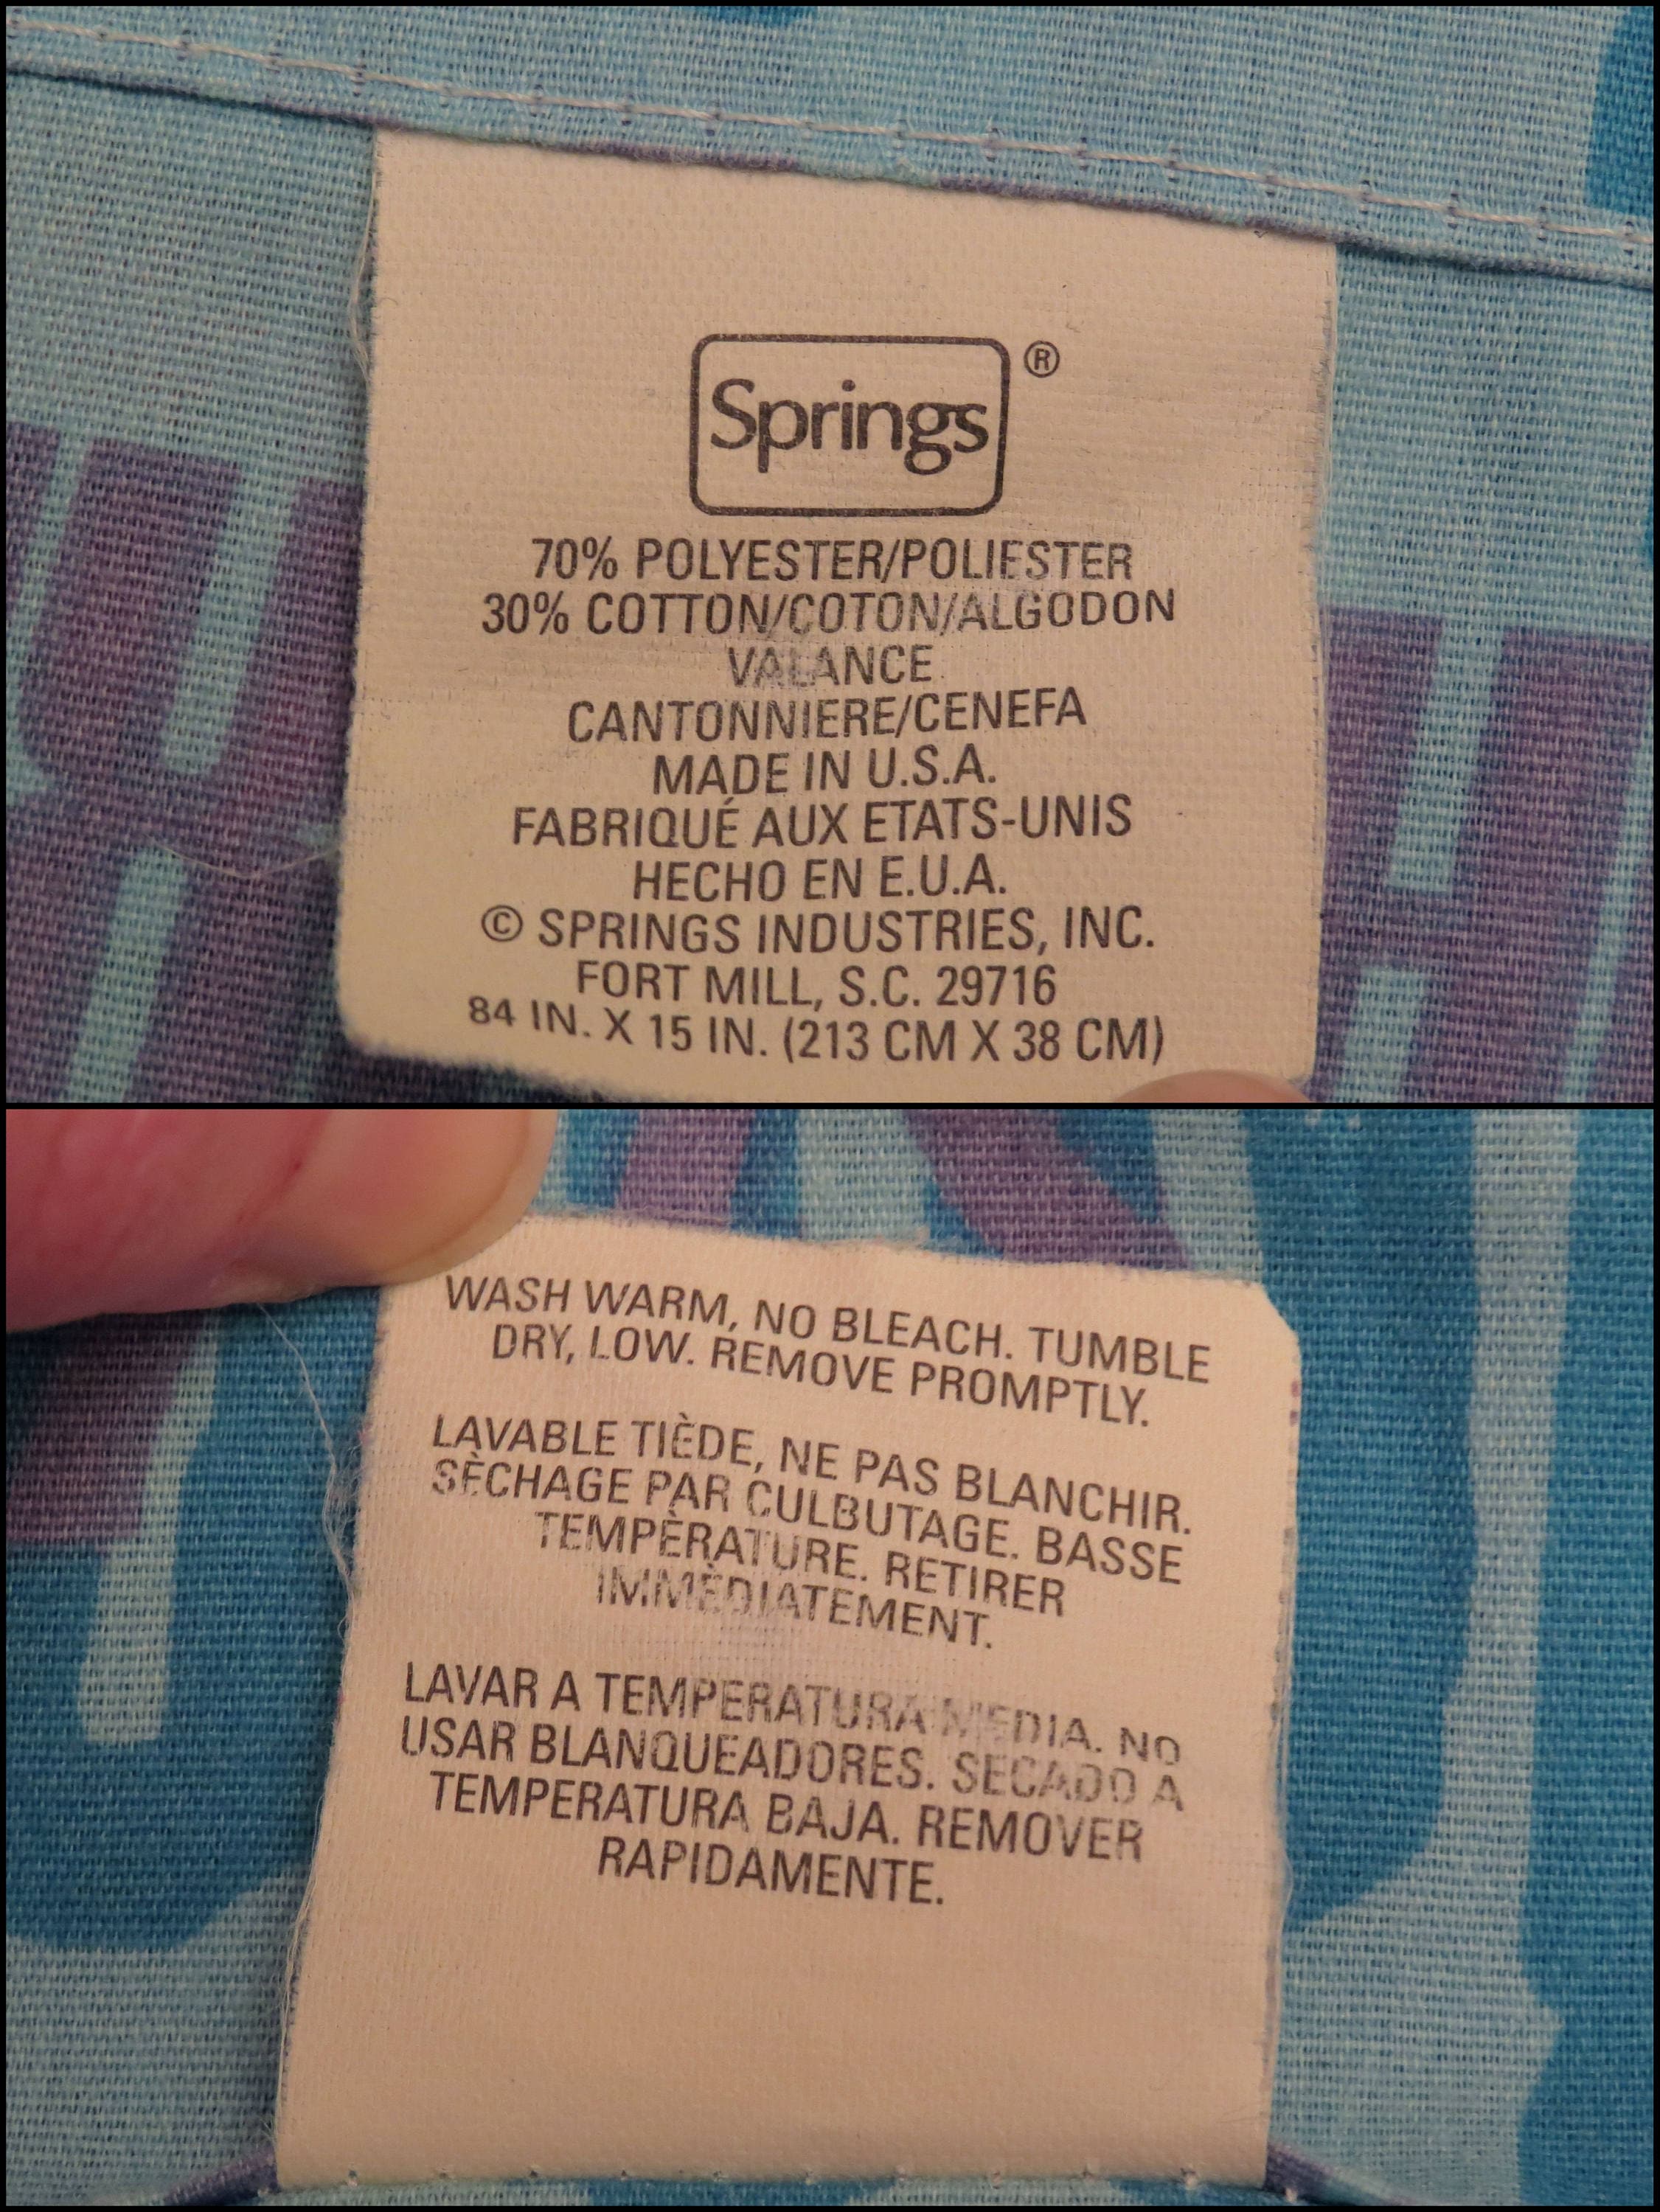 Springs®
70% POLYESTER/POLIESTER
30% COTTON/COTON/ALGODON
VALANCE
CANTONNIERE/CENEFA
MADE IN U.S.A.
FABRIQUÉ AUX ETATS-UNIS
HECHO EN E.U.A.
© SPRINGS INDUSTRIES, INC.
FORT MILL, S.C. 29716
84 IN. X 15 IN. (213 CM X 38 CM)
WASH WARM, NO BLEACH. TUMBLE
DRY, LOW. REMOVE PROMPTLY.
LAVABLE TIÈDE, NE PAS BLANCHIR.
SÈCHAGE PAR CULBUTAGE. BASSE
TEMPÈRATURE. RETIRER
IMMÈDIATEMENT.
LAVAR A TEMPERATURA MEDIA. NO
USAR BLANQUEADORES. SECADO A
TEMPERATURA BAJA. REMOVER
RAPIDAMENTE.